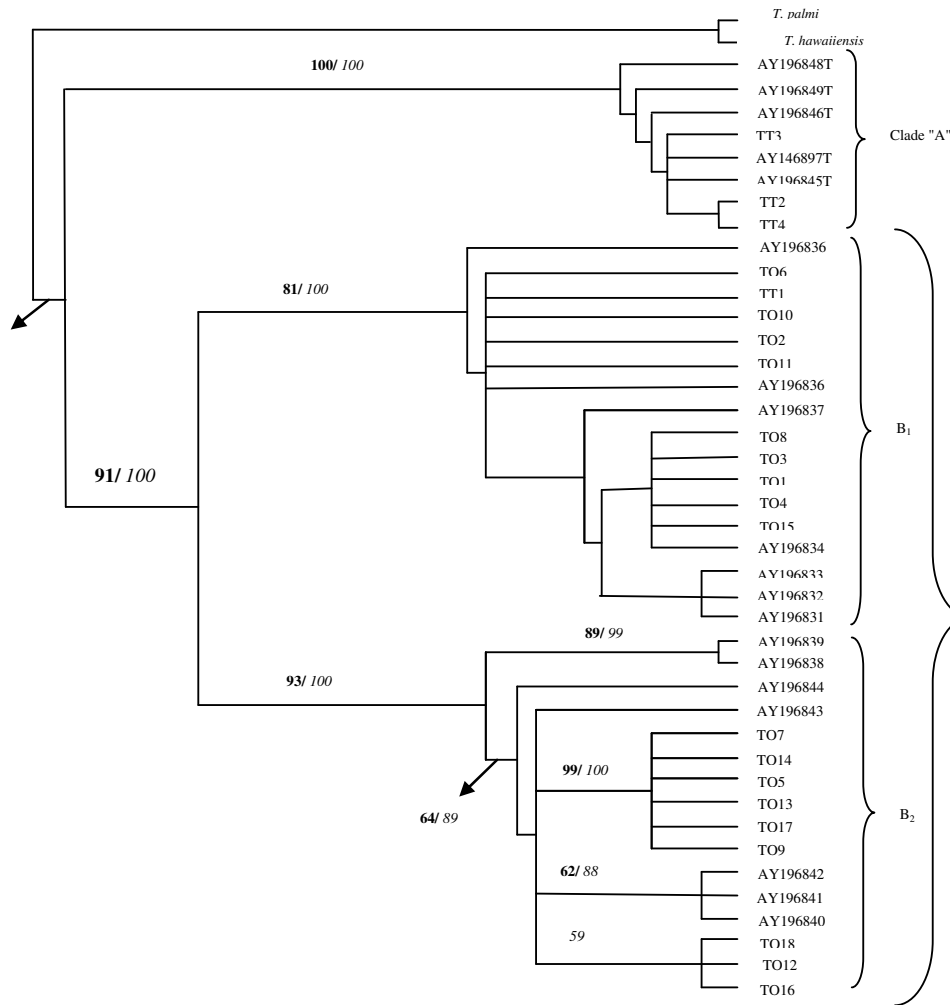 T. palmi
T. hawaiiensis
100/ 100
AY196848T
AY196849T
AY196846T
TT3
AY146897T
AY196845T
TT2
TT4
Clade "A"
AY196836
81/ 100
TO6
TT1
TO10
TO2
TO11
AY196836
AY196837
B₁
TO8
91/ 100
TO3
TO1
TO4
TO15
AY196834
AY196833
AY196832
AY196831
89/ 99
AY196839
AY196838
93/ 100
AY196844
AY196843
TO7
99/ 100
TO14
TO5
TO13
B₂
64/ 89
TO17
TO9
62/ 88
AY196842
AY196841
AY196840
59
TO18
TO12
TO16